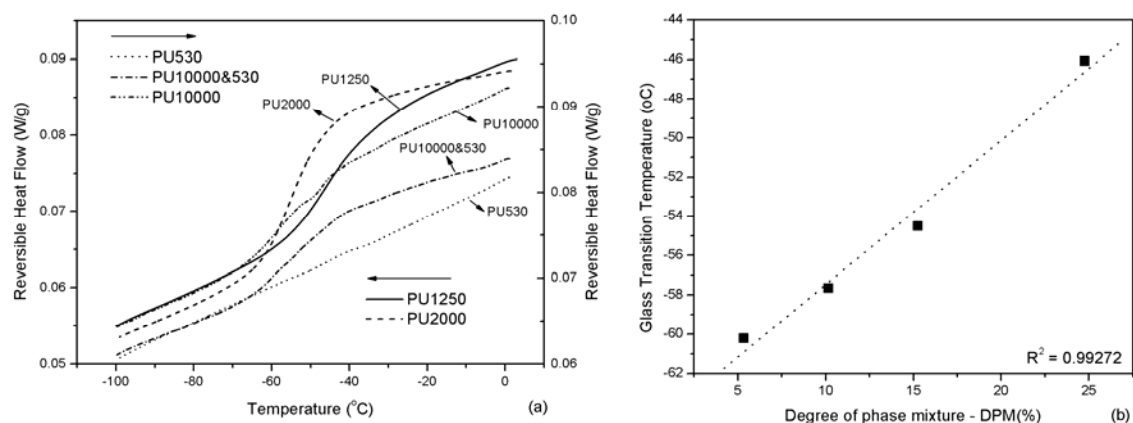 0.10
0.09
PU530
PU10000&530
PU10000
PU1250
PU2000
PU10000
PU10000&530
PU530
PU1250
PU2000
Reversible Heat Flow (W/g)
0.09
0.08
0.07
0.06
0.05
Reversible Heat Flow (W/g)
0.08
0.07
0.06
-100 -80 -60 -40 -20 0
Temperature (°C)
(a)
Glass Transition Temperature (oC)
-44
-46
-48
-50
-52
-54
-56
-58
-60
-62
R² = 0.99272
5 10 15 20 25
Degree of phase mixture - DPM(%)
(b)